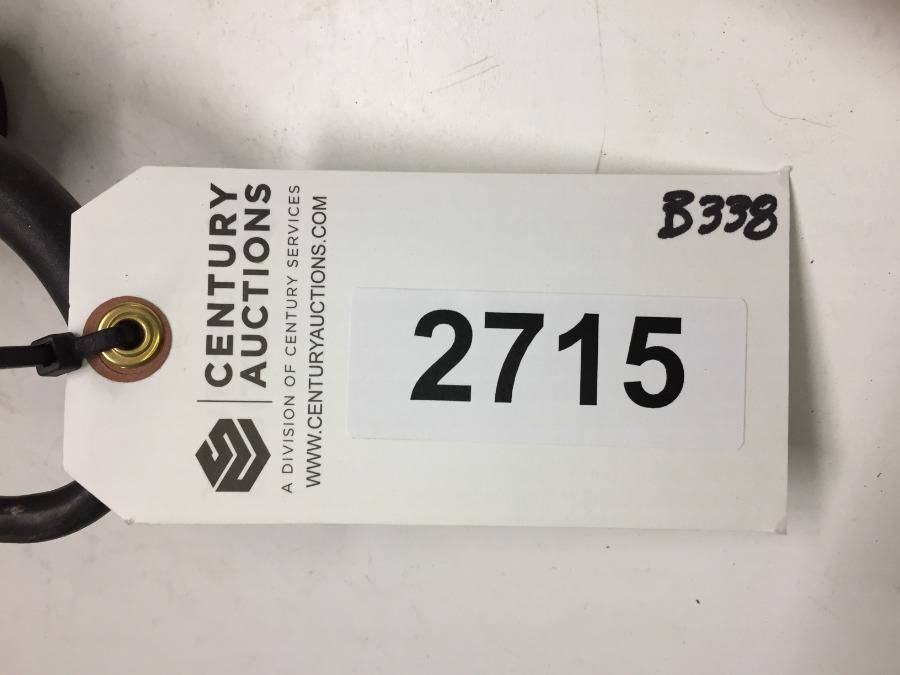 CENTURY
AUCTIONS
A DIVISION OF CENTURY SERVICES
WWW.CENTURYAUCTIONS.COM
B338
2715